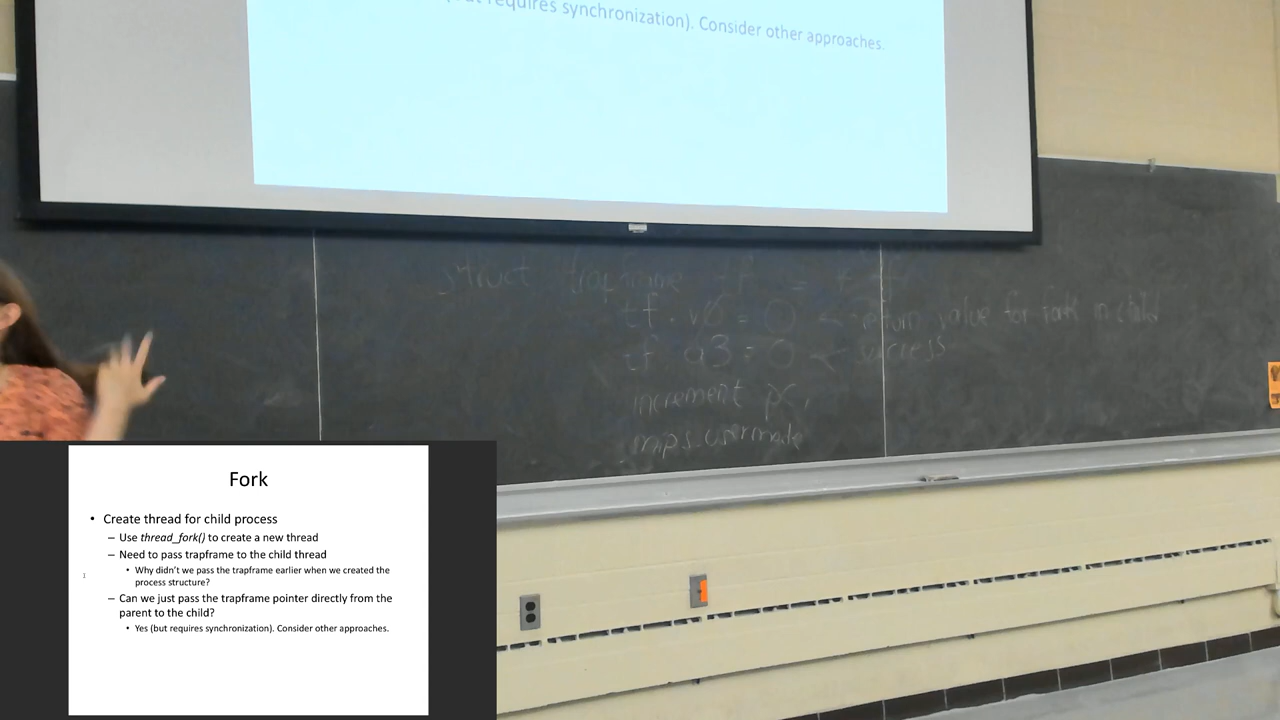 requires synchronization). Consider other approaches.
struct trapframe tf =
tf.v0 = 0 < return value for fork in child
tf a3 = 0 < success
increment pc,
mips_usermode
Fork
• Create thread for child process
– Use thread_fork() to create a new thread
– Need to pass trapframe to the child thread
• Why didn't we pass the trapframe earlier when we created the
process structure?
1
– Can we just pass the trapframe pointer directly from the
parent to the child?
• Yes (but requires synchronization). Consider other approaches.